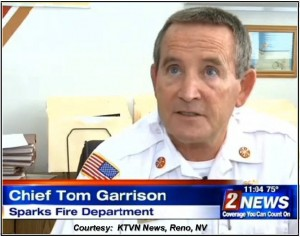 Chief Tom Garrison
Sparks Fire Department
11:04 75°
2 NEWS
Coverage You Can Count On
Courtesy: KTVN News, Reno, NV